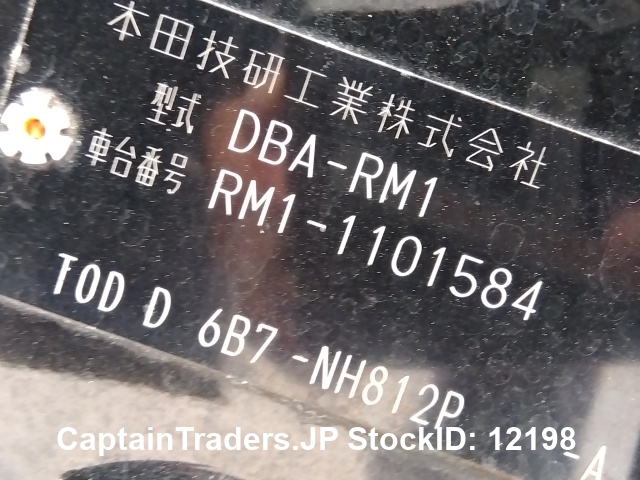 本田技研工業株式会社
型式 DBA-RM1
車台番号 RM1-1101584
TOD D 6B7-NH812P -A
CaptainTraders.JP StockID: 12198